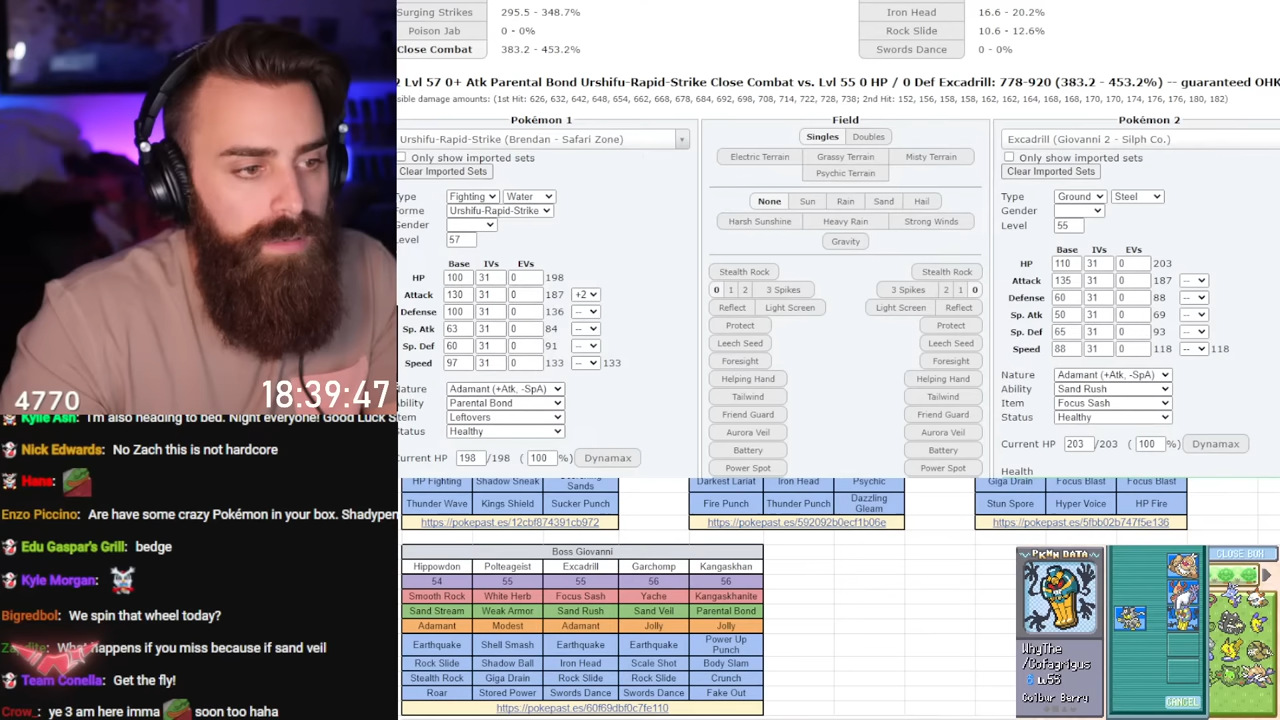 Surging Strikes 295.5 - 348.7%
Poison Jab 0 - 0%
Close Combat 383.2 - 453.2%
Iron Head 16.6 - 20.2%
Rock Slide 10.6 - 12.6%
Swords Dance 0 - 0%
2 Lvl 57 0+ Atk Parental Bond Urshifu-Rapid-Strike Close Combat vs. Lvl 55 0 HP / 0 Def Excadrill: 778-920 (383.2 - 453.2%) -- guaranteed OHK
sible damage amounts: (1st Hit: 626, 632, 642, 648, 654, 662, 668, 678, 684, 692, 698, 708, 714, 722, 728, 738; 2nd Hit: 152, 156, 158, 158, 162, 162, 164, 168, 168, 170, 170, 174, 176, 176, 180, 182)
Pokémon 1
Urshifu-Rapid-Strike (Brendan - Safari Zone)
Only show imported sets
Clear Imported Sets
Type Fighting Water
Forme Urshifu-Rapid-Strike
Gender
Level 57
Base IVs EVs
HP 100 31 0 198
Attack 130 31 0 187 +2
Defense 100 31 0 136 --
Sp. Atk 63 31 0 84 --
Sp. Def 60 31 0 91 --
Speed 97 31 0 133 -- 133
Nature Adamant (+Atk, -SpA)
Ability Parental Bond
Item Leftovers
Status Healthy
Current HP 198 /198 ( 100 %) Dynamax
Field
Singles Doubles
Electric Terrain Grassy Terrain Misty Terrain
Psychic Terrain
None Sun Rain Sand Hail
Harsh Sunshine Heavy Rain Strong Winds
Gravity
Stealth Rock Stealth Rock
0 1 2 3 Spikes 3 Spikes 2 1 0
Reflect Light Screen Light Screen Reflect
Protect Protect
Leech Seed Leech Seed
Foresight Foresight
Helping Hand Helping Hand
Tailwind Tailwind
Friend Guard Friend Guard
Aurora Veil Aurora Veil
Battery Battery
Power Spot Power Spot
Pokémon 2
Excadrill (Giovanni 2 - Silph Co.)
Only show imported sets
Clear Imported Sets
Type Ground Steel
Gender
Level 55
Base IVs EVs
HP 110 31 0 203
Attack 135 31 0 187 --
Defense 60 31 0 88 --
Sp. Atk 50 31 0 69 --
Sp. Def 65 31 0 93 --
Speed 88 31 0 118 -- 118
Nature Adamant (+Atk, -SpA)
Ability Sand Rush
Item Focus Sash
Status Healthy
Current HP 203 /203 ( 100 %) Dynamax
Health
4770
18:39:47
Kylie Ash: I'm also heading to bed. Night everyone! Good Luck S
Nick Edwards: No Zach this is not hardcore
Hans:
Enzo Piccino: Are have some crazy Pokémon in your box. Shadypen
Edu Gaspar's Grill: bedge
Kyle Morgan:
Bigredbol: We spin that wheel today?
happens if you miss because if sand veil
Team Conella: Get the fly!
Crow_: ye 3 am here imma soon too haha
HP Fighting Shadow Sneak Sands
Thunder Wave Kings Shield Sucker Punch
https://pokepast.es/12cbf874391cb972
Darkest Lariat Iron Head Psychic
Fire Punch Thunder Punch Dazzling Gleam
https://pokepast.es/592092b0ecf1b06e
Giga Drain Focus Blast Focus Blast
Stun Spore Hyper Voice HP Fire
https://pokepast.es/5fbb02b747f5e136
Boss Giovanni
Hippowdon Polteageist Excadrill Garchomp Kangaskhan
54 55 55 56 56
Smooth Rock White Herb Focus Sash Yache Kangaskhanite
Sand Stream Weak Armor Sand Rush Sand Veil Parental Bond
Adamant Modest Adamant Jolly Jolly
Earthquake Shell Smash Earthquake Earthquake Power Up Punch
Rock Slide Shadow Ball Iron Head Scale Shot Body Slam
Stealth Rock Giga Drain Rock Slide Rock Slide Crunch
Roar Stored Power Swords Dance Swords Dance Fake Out
https://pokepast.es/60f69dbf0c7fe110
PKMN DATA
WhyThe
/Cofagrigus
Lv53
Colbur Berry
CANCEL
CLOSE BOX